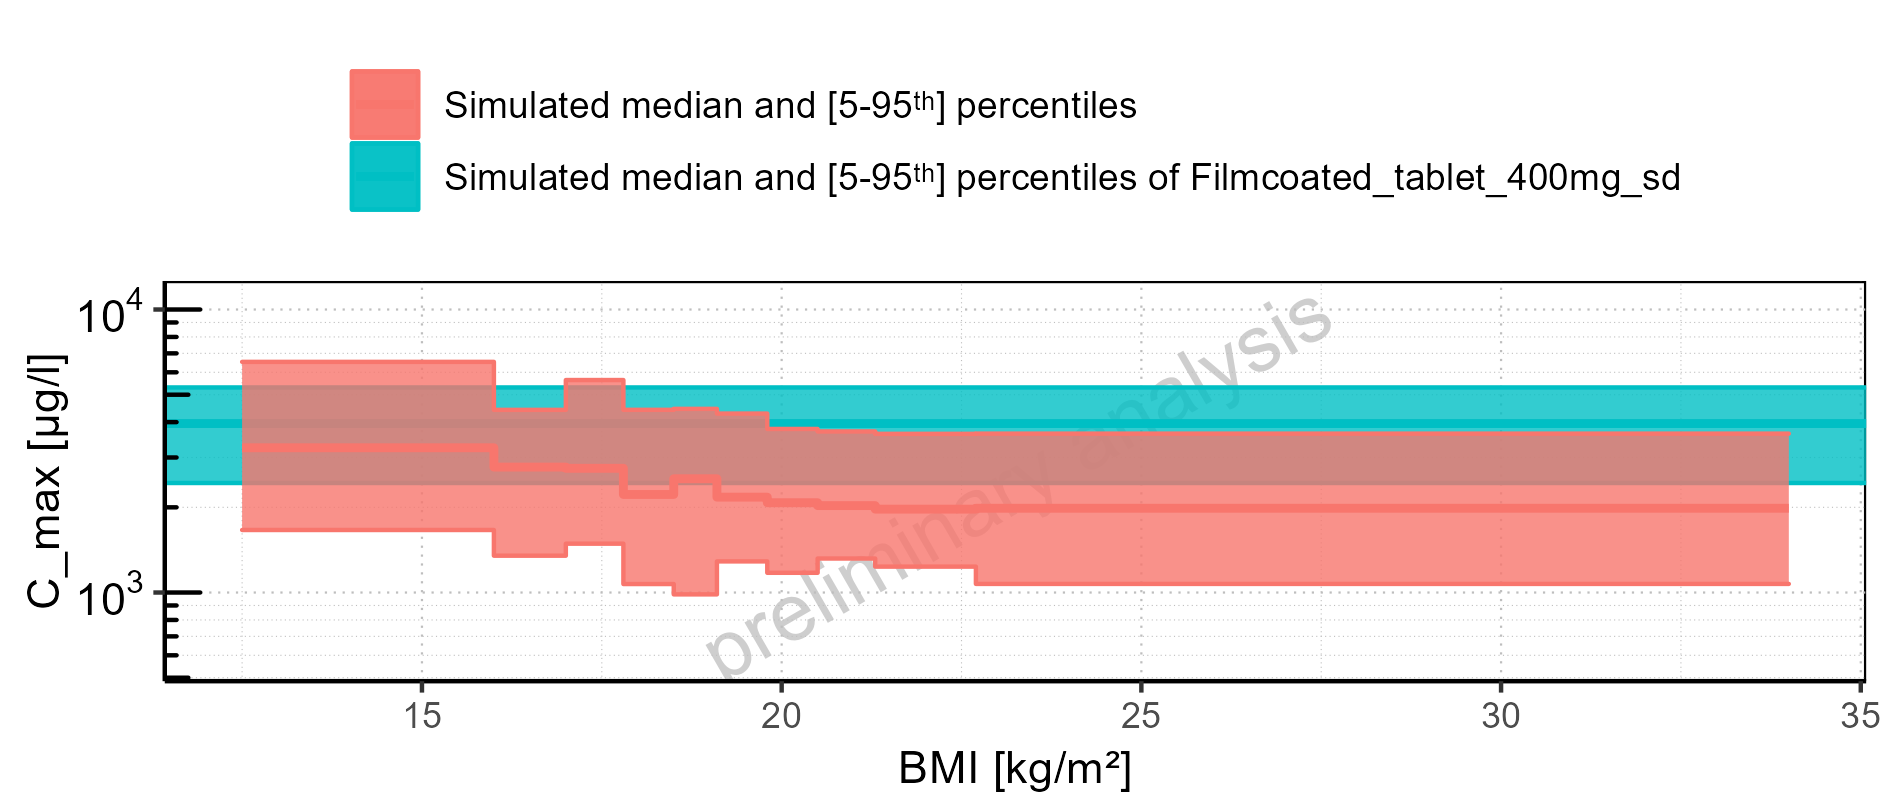 Simulated median and [5-95th] percentiles
Simulated median and [5-95th] percentiles of Filmcoated_tablet_400mg_sd
C_max [µg/l]
10⁴
10³
preliminary analysis
15 20 25 30 35
BMI [kg/m²]